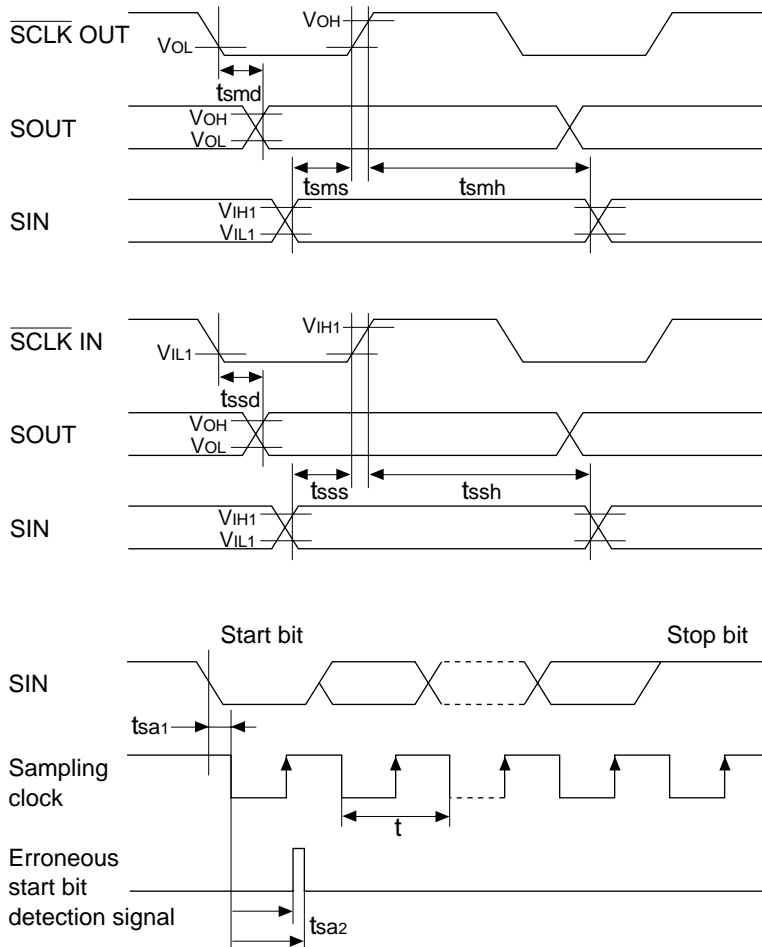 SCLK OUT
VOH
VOL
tsmd
SOUT
VOH
VOL
tsms
tsmh
SIN
VIH1
VIL1
SCLK IN
VIH1
VIL1
tssd
SOUT
VOH
VOL
tsss
tssh
SIN
VIH1
VIL1
Start bit
Stop bit
SIN
tsa1
Sampling
clock
t
Erroneous
start bit
detection signal
tsa2